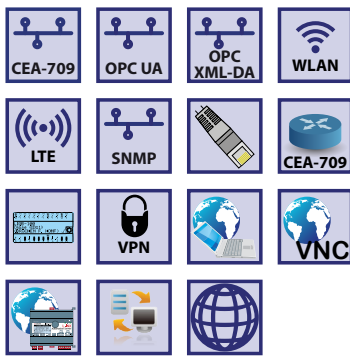 CEA-709
OPC UA
OPC
XML-DA
WLAN
LTE
SNMP
CEA-709
VPN
VNC